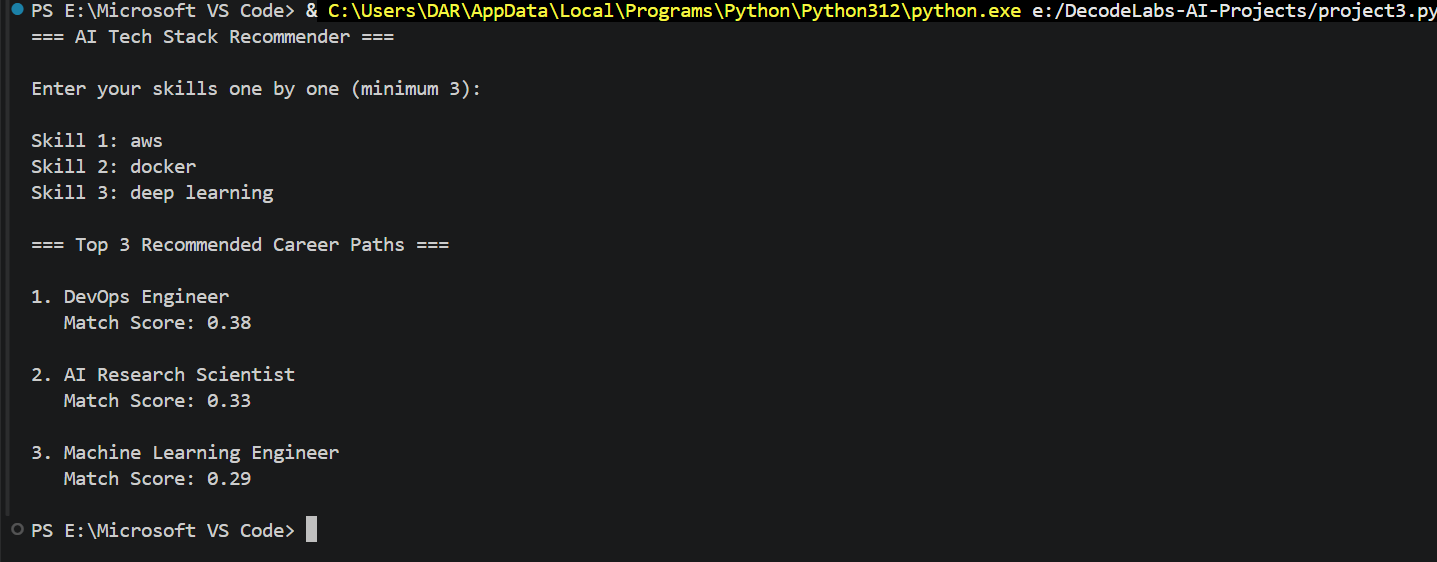 PS E:\Microsoft VS Code> & C:\Users\DAR\AppData\Local\Programs\Python\Python312\python.exe e:/DecodeLabs-AI-Projects/project3.py
=== AI Tech Stack Recommender ===
Enter your skills one by one (minimum 3):
Skill 1: aws
Skill 2: docker
Skill 3: deep learning
=== Top 3 Recommended Career Paths ===
1. DevOps Engineer
Match Score: 0.38
2. AI Research Scientist
Match Score: 0.33
3. Machine Learning Engineer
Match Score: 0.29
PS E:\Microsoft VS Code>